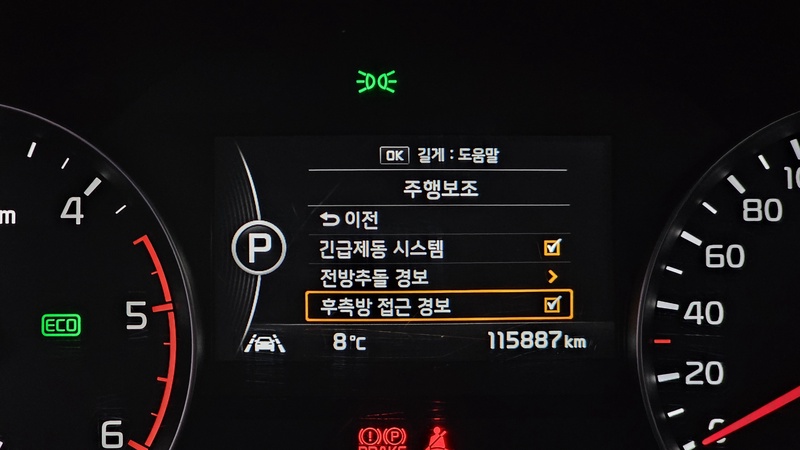 OK 길게 : 도움말
주행보조
이전
긴급제동 시스템
전방추돌 경보
후측방 접근 경보
P
8℃
115887km
m
4
5
6
ECO
80
60
40
20
0
P
BRAKE